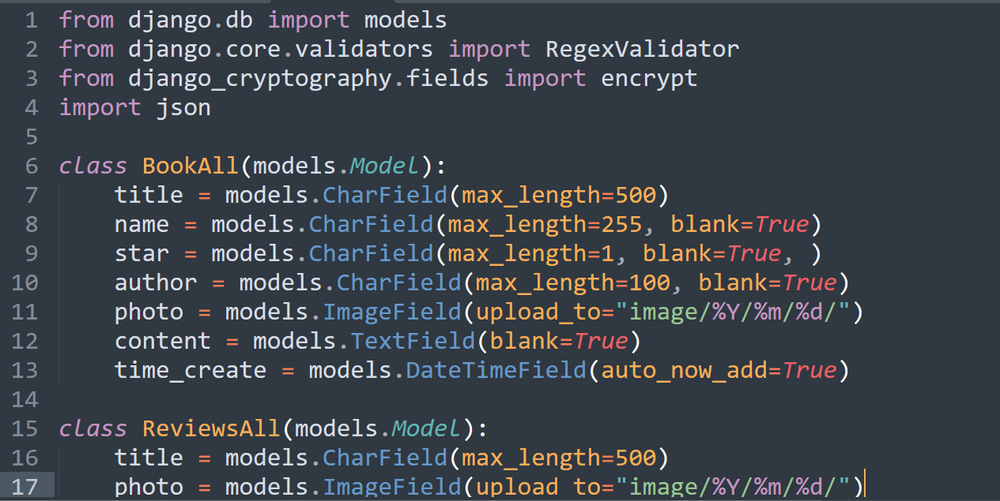 1 from django.db import models
2 from django.core.validators import RegexValidator
3 from django_cryptography.fields import encrypt
4 import json
5
6 class BookAll(models.Model):
7     title = models.CharField(max_length=500)
8     name = models.CharField(max_length=255, blank=True)
9     star = models.CharField(max_length=1, blank=True, )
10     author = models.CharField(max_length=100, blank=True)
11     photo = models.ImageField(upload_to="image/%Y/%m/%d/")
12     content = models.TextField(blank=True)
13     time_create = models.DateTimeField(auto_now_add=True)
14
15 class ReviewsAll(models.Model):
16     title = models.CharField(max_length=500)
17     photo = models.ImageField(upload_to="image/%Y/%m/%d/")